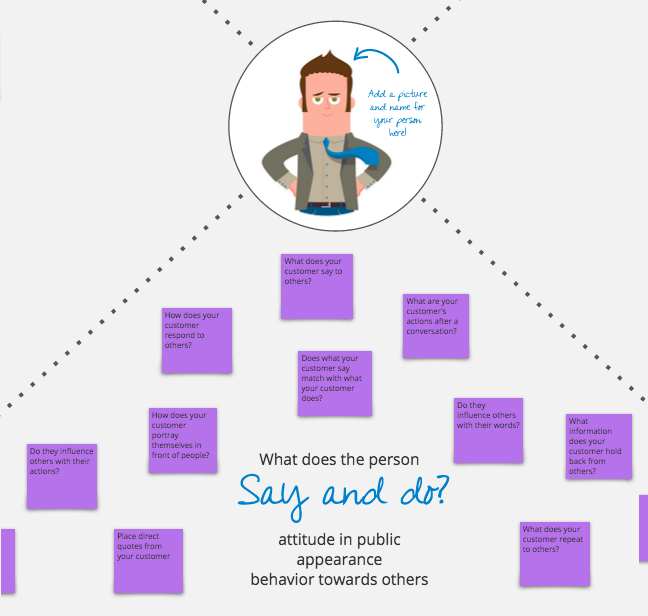 Add a picture
and name for
your person
here!
What does your
customer say to
others?
What are your
customer's
actions after a
conversation?
How does your
customer
respond to
others?
Does what your
customer say
match with what
your customer
does?
Do they
influence others
with their words?
How does your
customer
portray
themselves in
front of people?
What
information
does your
customer hold
back from
others?
Do they influence
others with their
actions?
What does the person
Say and do?
attitude in public
appearance
behavior towards others
Place direct
quotes from
your customer
What does your
customer repeat
to others?